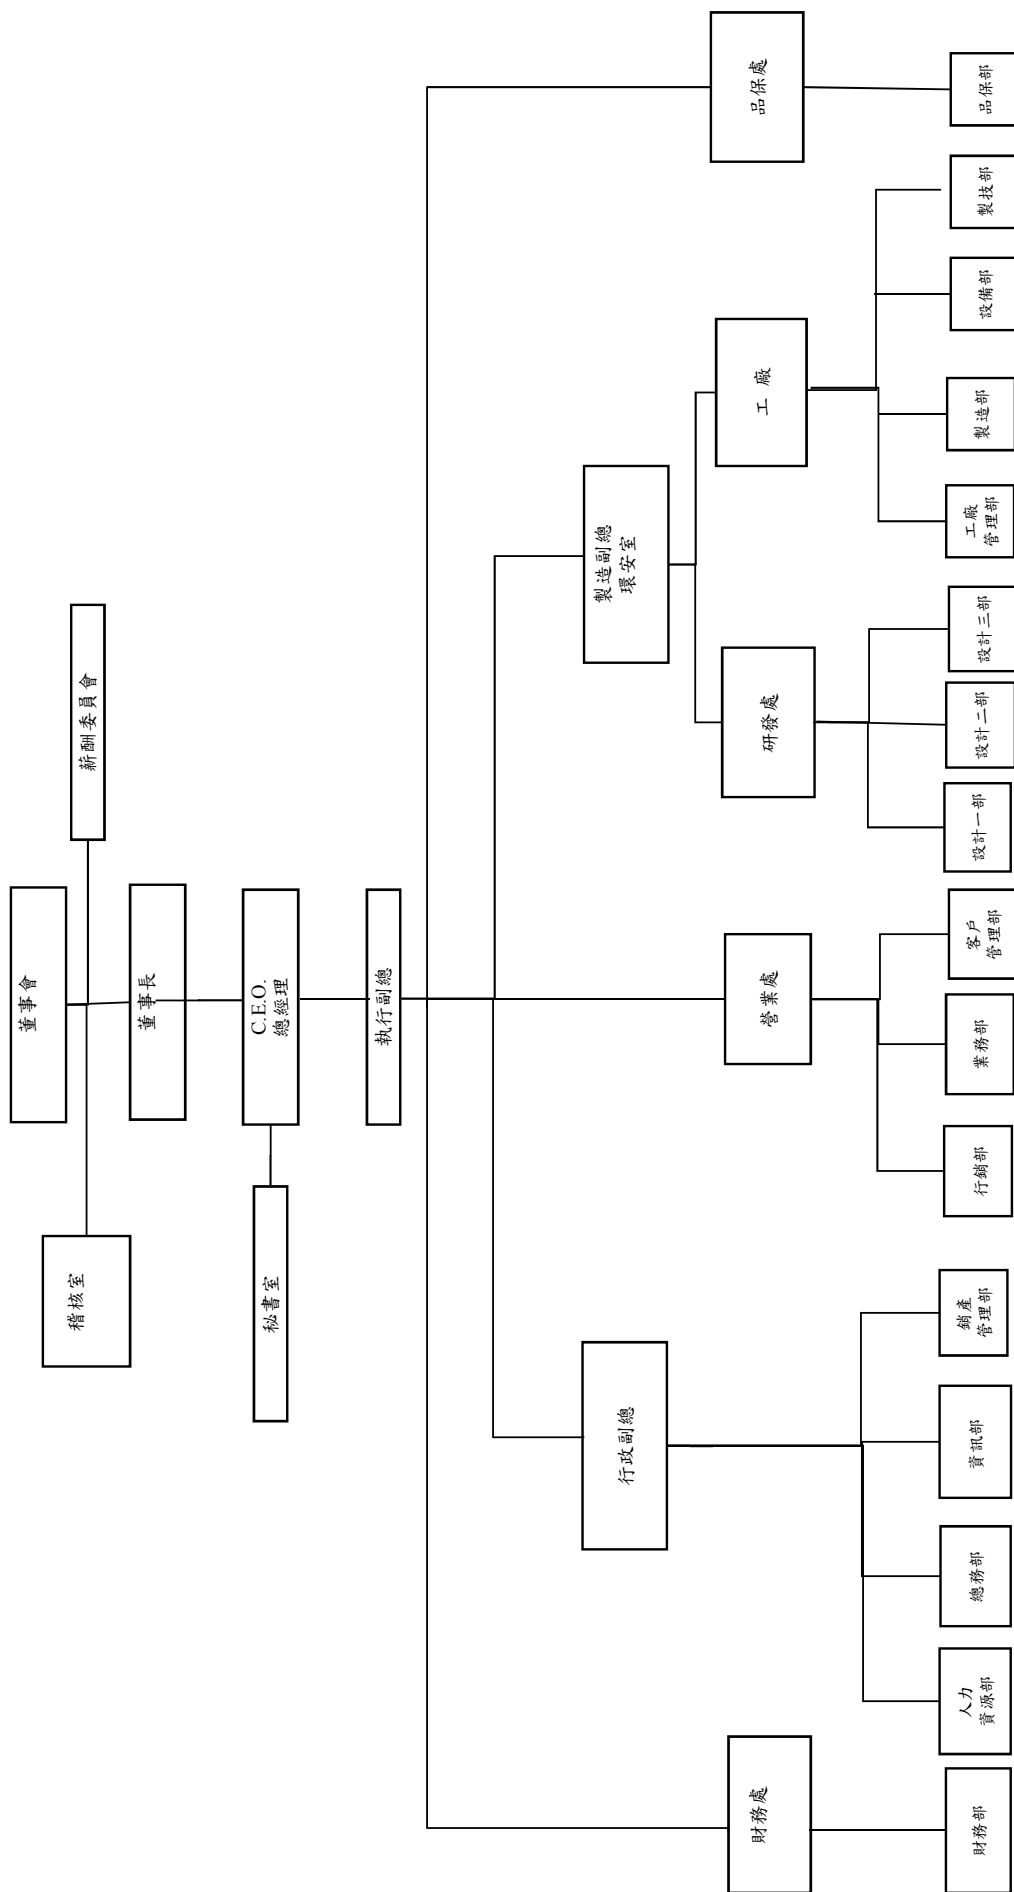 董事會
薪酬委員會
稽核室
董事長
C.E.O.
總經理
秘書室
執行副總
行政副總
製造副總
環安室
財務處
營業處
研發處
工廠
品保處
財務部
人力
資源部
總務部
資訊部
銷產
管理部
行銷部
業務部
客戶
管理部
設計一部
設計二部
設計三部
工廠
管理部
製造部
設備部
製技部
品保部